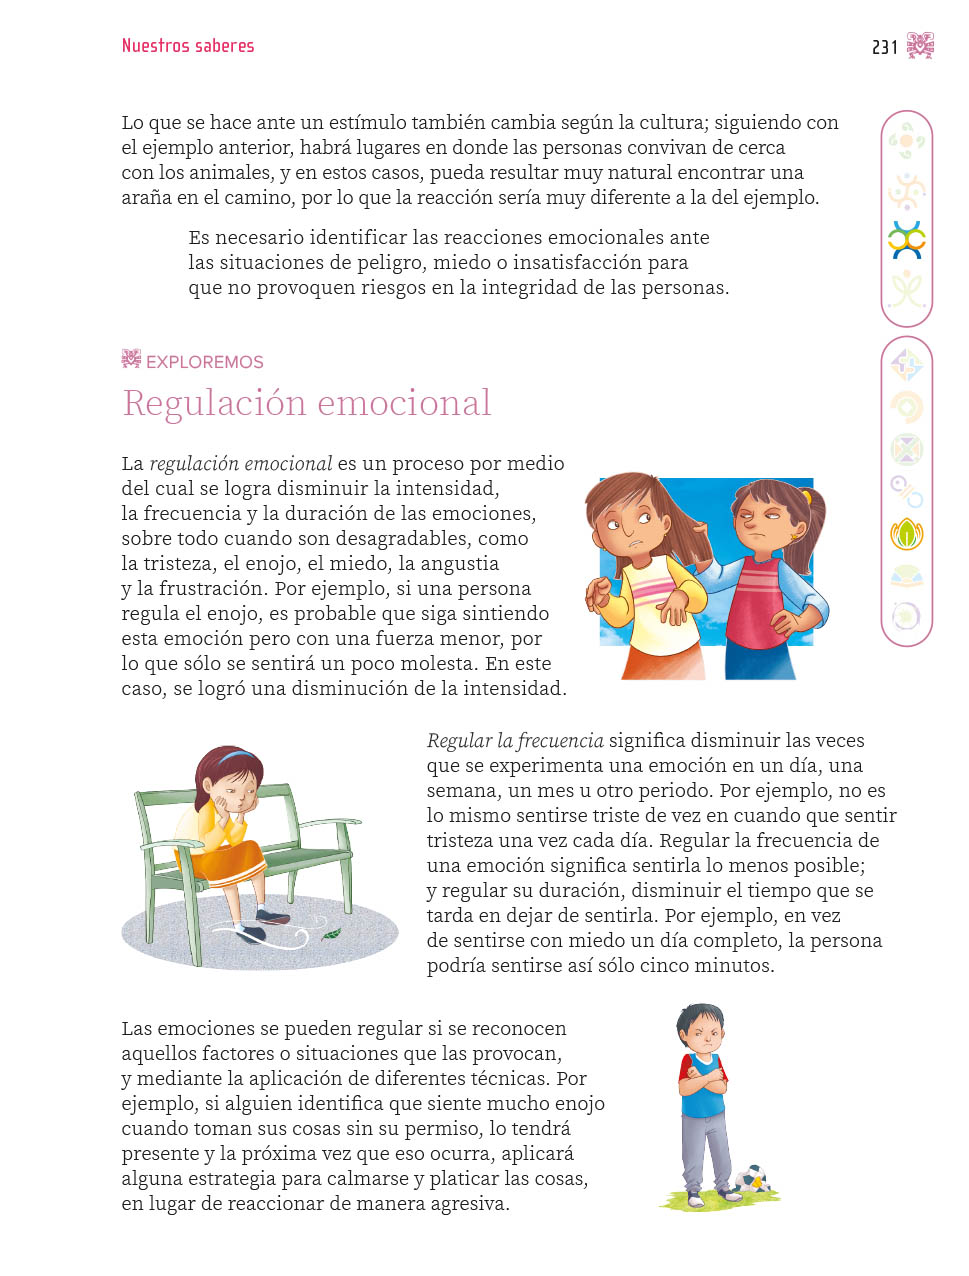 Nuestros saberes
231
Lo que se hace ante un estímulo también cambia según la cultura; siguiendo con
el ejemplo anterior, habrá lugares en donde las personas convivan de cerca
con los animales, y en estos casos, pueda resultar muy natural encontrar una
araña en el camino, por lo que la reacción sería muy diferente a la del ejemplo.
Es necesario identificar las reacciones emocionales ante
las situaciones de peligro, miedo o insatisfacción para
que no provoquen riesgos en la integridad de las personas.
EXPLOREMOS
Regulación emocional
La regulación emocional es un proceso por medio
del cual se logra disminuir la intensidad,
la frecuencia y la duración de las emociones,
sobre todo cuando son desagradables, como
la tristeza, el enojo, el miedo, la angustia
y la frustración. Por ejemplo, si una persona
regula el enojo, es probable que siga sintiendo
esta emoción pero con una fuerza menor, por
lo que sólo se sentirá un poco molesta. En este
caso, se logró una disminución de la intensidad.
Regular la frecuencia significa disminuir las veces
que se experimenta una emoción en un día, una
semana, un mes u otro periodo. Por ejemplo, no es
lo mismo sentirse triste de vez en cuando que sentir
tristeza una vez cada día. Regular la frecuencia de
una emoción significa sentirla lo menos posible;
y regular su duración, disminuir el tiempo que se
tarda en dejar de sentirla. Por ejemplo, en vez
de sentirse con miedo un día completo, la persona
podría sentirse así sólo cinco minutos.
Las emociones se pueden regular si se reconocen
aquellos factores o situaciones que las provocan,
y mediante la aplicación de diferentes técnicas. Por
ejemplo, si alguien identifica que siente mucho enojo
cuando toman sus cosas sin su permiso, lo tendrá
presente y la próxima vez que eso ocurra, aplicará
alguna estrategia para calmarse y platicar las cosas,
en lugar de reaccionar de manera agresiva.